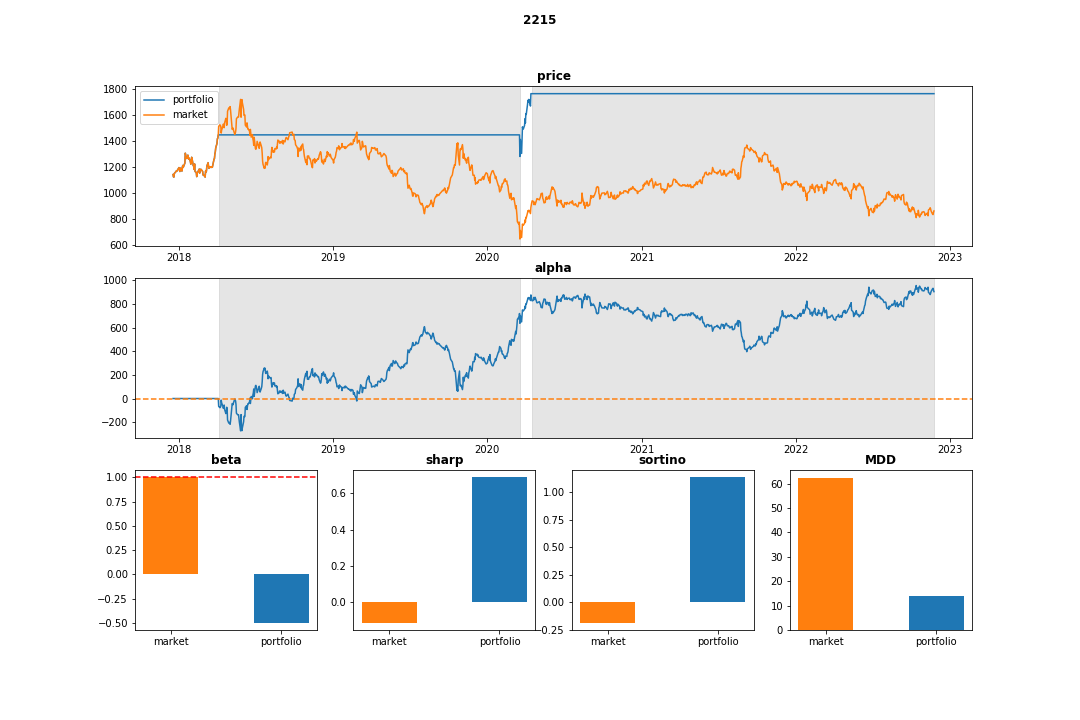 2215
price
1800
1600
1400
1200
1000
800
600
portfolio
market
2018 2019 2020 2021 2022 2023
alpha
1000
800
600
400
200
0
−200
2018 2019 2020 2021 2022 2023
beta
1.00
0.75
0.50
0.25
0.00
−0.25
−0.50
market portfolio
sharp
0.6
0.4
0.2
0.0
market portfolio
sortino
1.00
0.75
0.50
0.25
0.00
−0.25
market portfolio
MDD
60
50
40
30
20
10
0
market portfolio